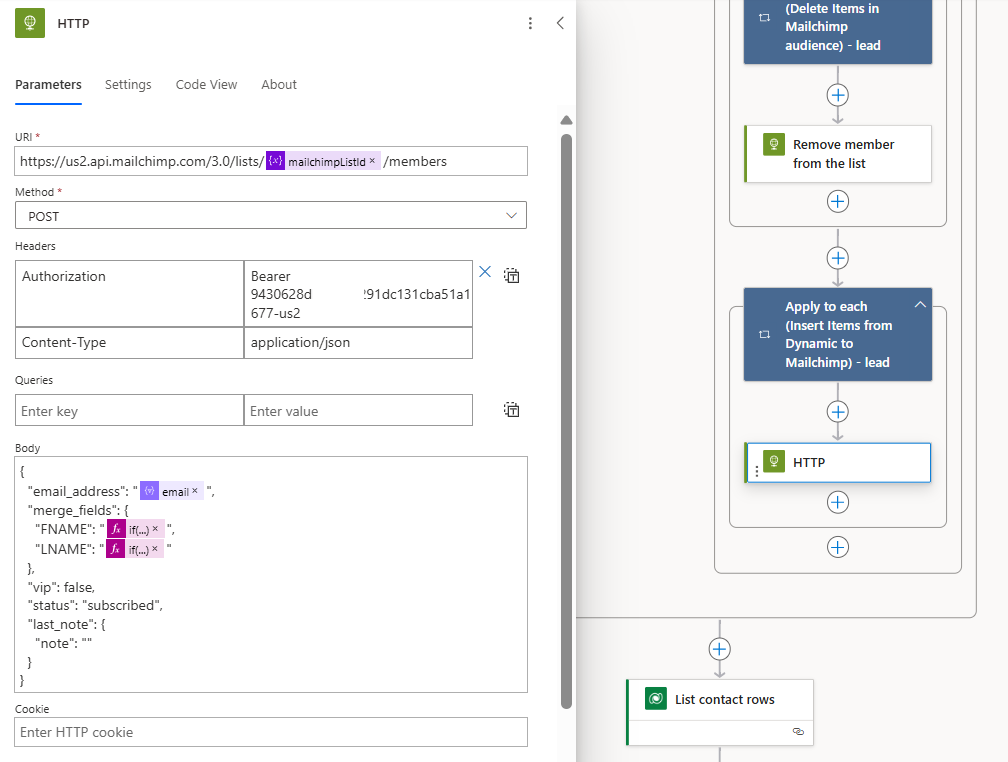 HTTP
Parameters
Settings
Code View
About
URI *
https://us2.api.mailchimp.com/3.0/lists/ {x} mailchimpListId × /members
Method *
POST
Headers
Authorization
Bearer
9430628d 291dc131cba51a1
677-us2
Content-Type
application/json
Queries
Enter key
Enter value
Body
{
"email_address": " {v} email × ",
"merge_fields": {
"FNAME": " fx if(...) × ",
"LNAME": " fx if(...) × "
},
"vip": false,
"status": "subscribed",
"last_note": {
"note": ""
}
}
Cookie
Enter HTTP cookie
(Delete Items in
Mailchimp
audience) - lead
Remove member
from the list
Apply to each
(Insert Items from
Dynamic to
Mailchimp) - lead
HTTP
List contact rows